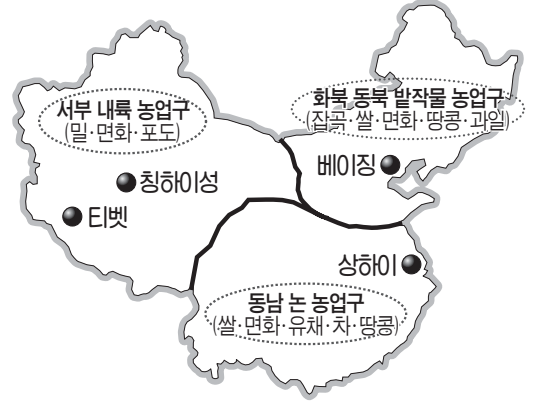 서부 내륙 농업구
(밀·면화·포도)
화북 동북 밭작물 농업구
(잡곡·쌀·면화·땅콩·과일)
베이징
칭하이성
티벳
상하이
동남 논 농업구
(쌀·면화·유채·차·땅콩)